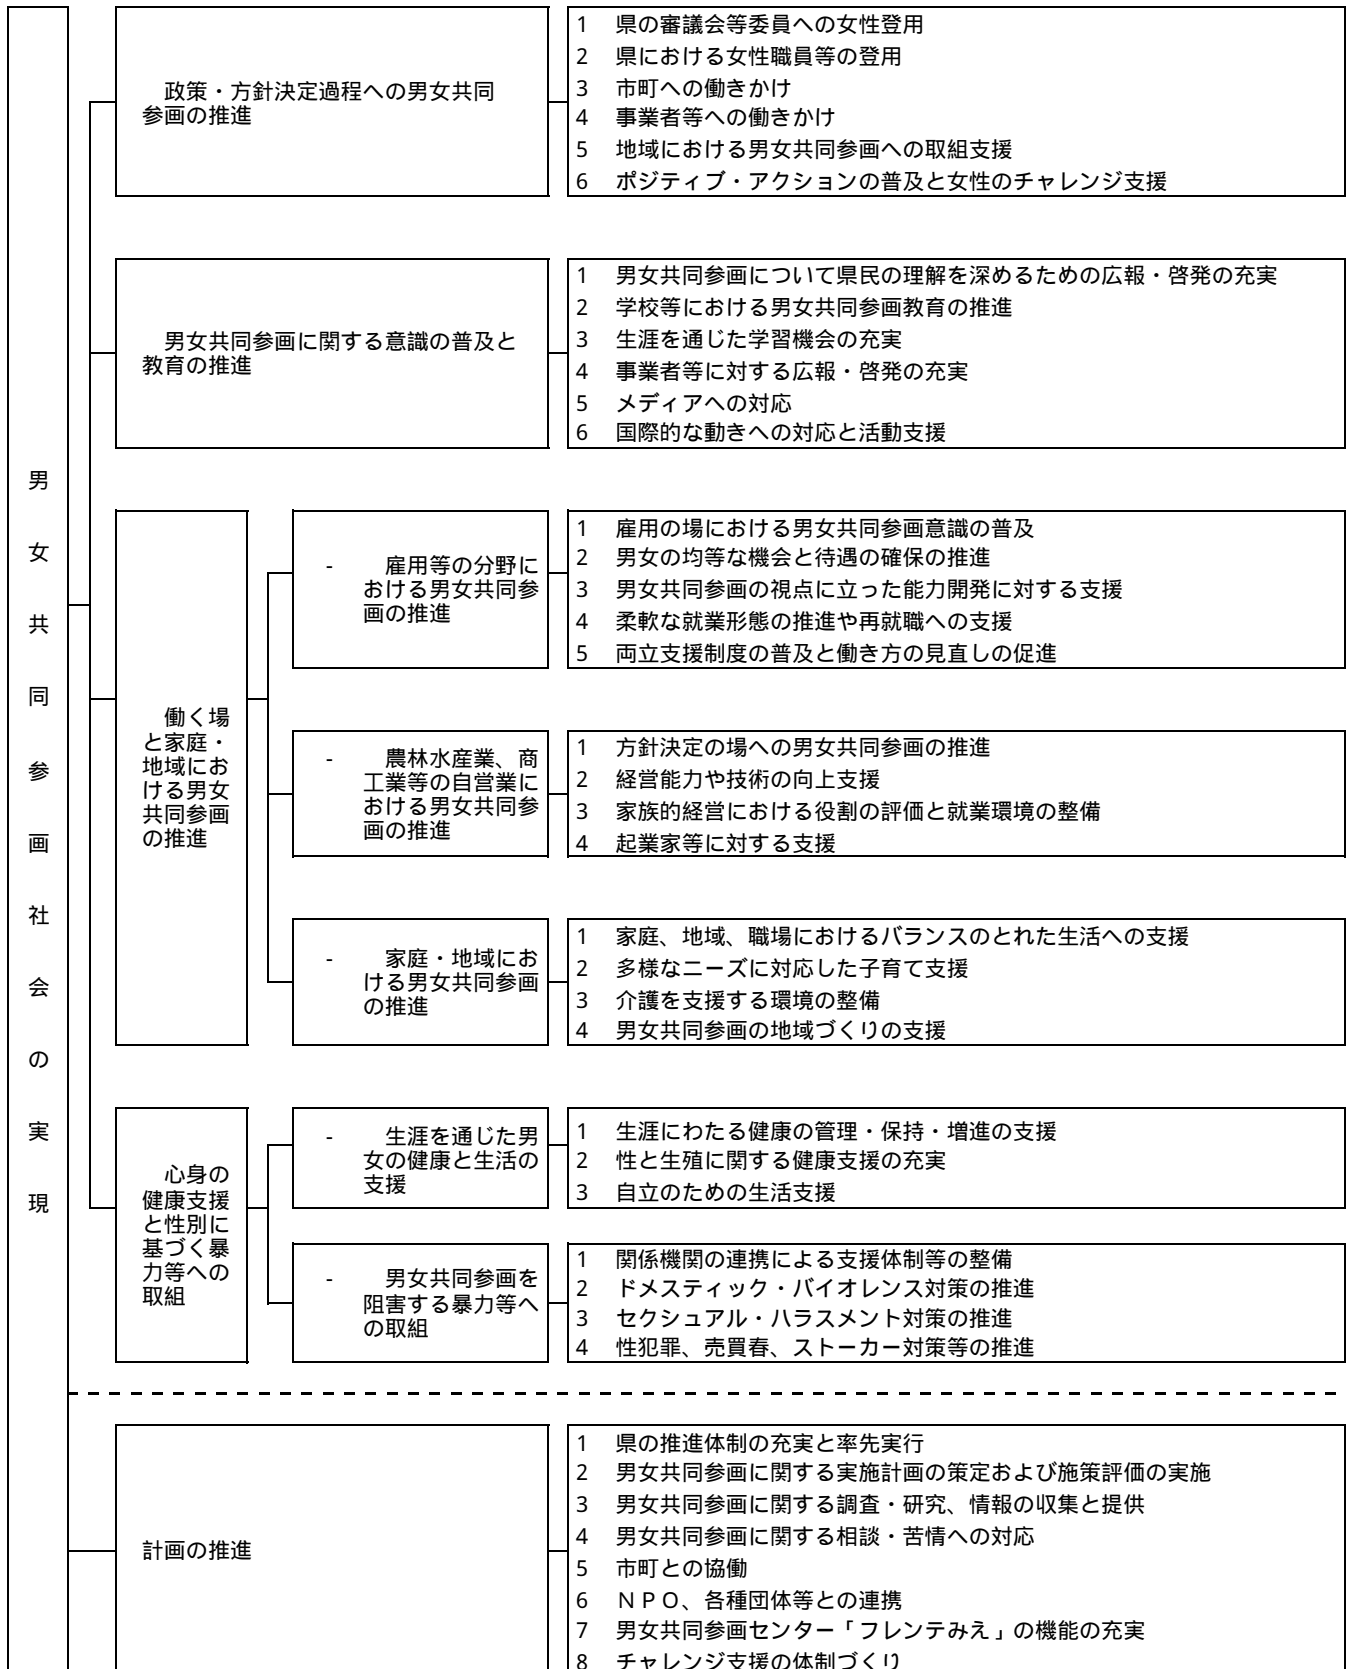 男女共同参画社会の実現
政策・方針決定過程への男女共同
参画の推進
1 県の審議会等委員への女性登用
2 県における女性職員等の登用
3 市町への働きかけ
4 事業者等への働きかけ
5 地域における男女共同参画への取組支援
6 ポジティブ・アクションの普及と女性のチャレンジ支援
男女共同参画に関する意識の普及と
教育の推進
1 男女共同参画について県民の理解を深めるための広報・啓発の充実
2 学校等における男女共同参画教育の推進
3 生涯を通じた学習機会の充実
4 事業者等に対する広報・啓発の充実
5 メディアへの対応
6 国際的な動きへの対応と活動支援
働く場
と家庭・
地域にお
ける男女
共同参画
の推進
- 雇用等の分野に
おける男女共同参
画の推進
1 雇用の場における男女共同参画意識の普及
2 男女の均等な機会と待遇の確保の推進
3 男女共同参画の視点に立った能力開発に対する支援
4 柔軟な就業形態の推進や再就職への支援
5 両立支援制度の普及と働き方の見直しの促進
- 農林水産業、商
工業等の自営業に
おける男女共同参
画の推進
1 方針決定の場への男女共同参画の推進
2 経営能力や技術の向上支援
3 家族的経営における役割の評価と就業環境の整備
4 起業家等に対する支援
- 家庭・地域にお
ける男女共同参画
の推進
1 家庭、地域、職場におけるバランスのとれた生活への支援
2 多様なニーズに対応した子育て支援
3 介護を支援する環境の整備
4 男女共同参画の地域づくりの支援
心身の
健康支援
と性別に
基づく暴
力等への
取組
- 生涯を通じた男
女の健康と生活の
支援
1 生涯にわたる健康の管理・保持・増進の支援
2 性と生殖に関する健康支援の充実
3 自立のための生活支援
- 男女共同参画を
阻害する暴力等へ
の取組
1 関係機関の連携による支援体制等の整備
2 ドメスティック・バイオレンス対策の推進
3 セクシュアル・ハラスメント対策の推進
4 性犯罪、売買春、ストーカー対策等の推進
計画の推進
1 県の推進体制の充実と率先実行
2 男女共同参画に関する実施計画の策定および施策評価の実施
3 男女共同参画に関する調査・研究、情報の収集と提供
4 男女共同参画に関する相談・苦情への対応
5 市町との協働
6 NPO、各種団体等との連携
7 男女共同参画センター「フレンテみえ」の機能の充実
8 チャレンジ支援の体制づくり